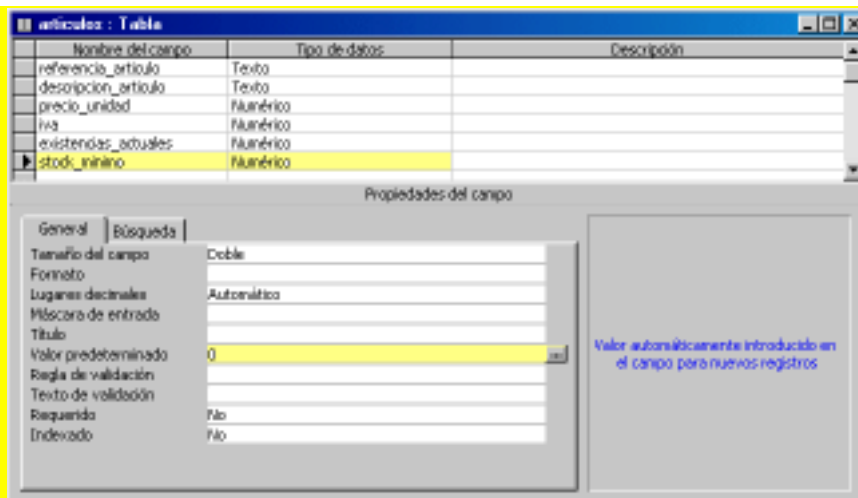 articulos : Tabla
Nombre del campo Tipo de datos Descripción
referencia_articulo Texto
descripcion_articulo Texto
precio_unidad Numérico
iva Numérico
existencias_actuales Numérico
stock_minimo Numérico
Propiedades del campo
General Búsqueda
Tamaño del campo Doble
Formato
Lugares decimales Automático
Máscara de entrada
Título
Valor predeterminado 0
Regla de validación
Texto de validación
Requerido No
Indexado No
Valor automáticamente introducido en
el campo para nuevos registros